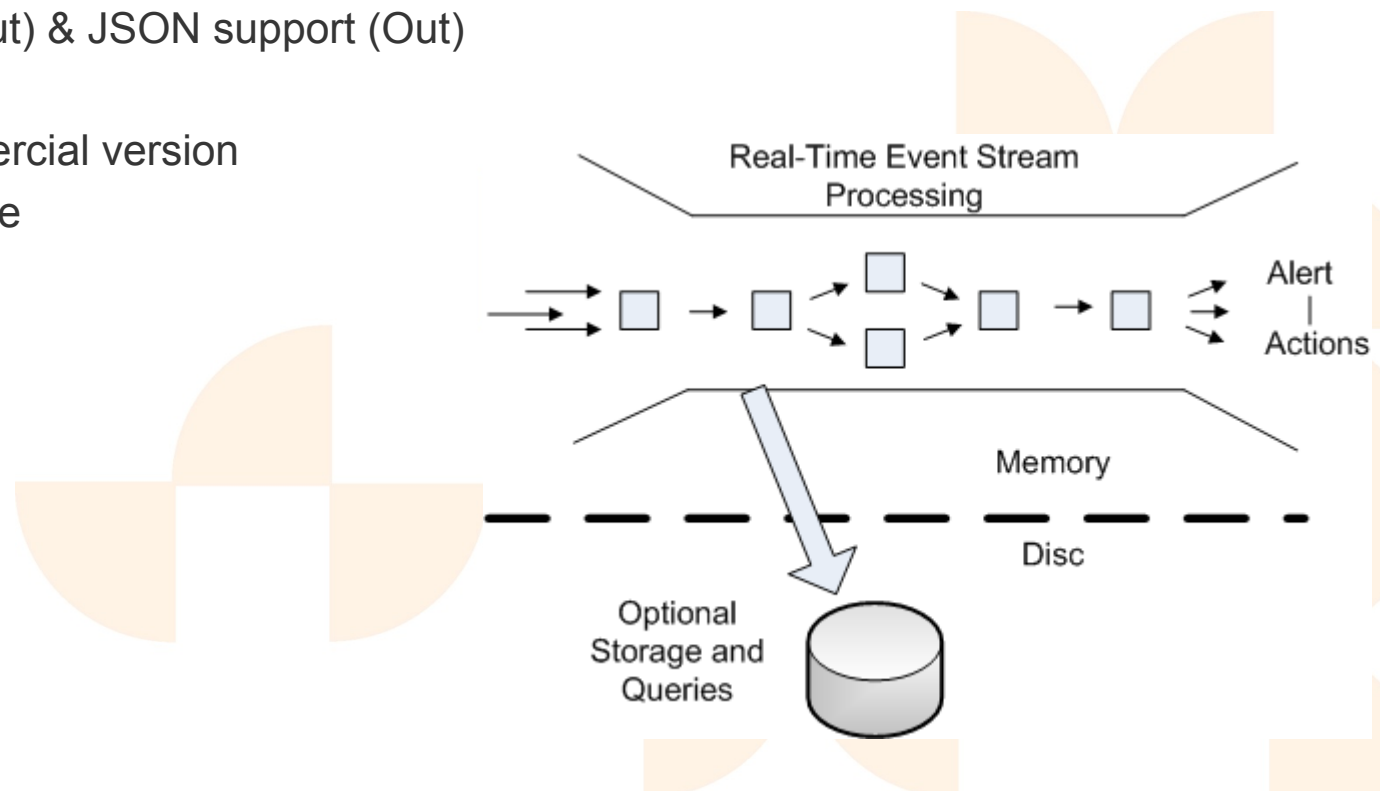 ut) & JSON support (Out)
ercial version
e
Real-Time Event Stream
Processing
Alert
|
Actions
Memory
Disc
Optional
Storage and
Queries